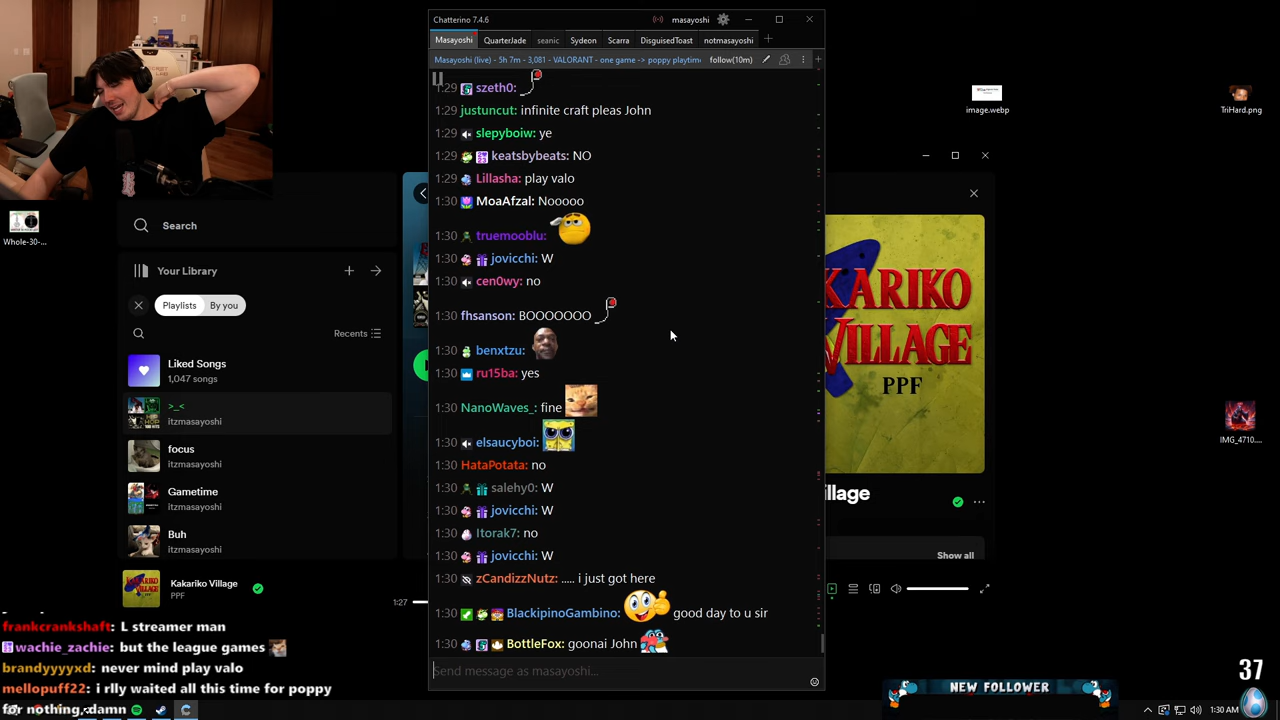 Chatterino 7.4.6
masayoshi
Masayoshi
QuarterJade
seanic
Sydeon
Scarra
DisguisedToast
notmasayoshi
Masayoshi (live) - 5h 7m - 3,081 - VALORANT - one game -> poppy playtim
follow(10m)
1:29 szeth0:
1:29 justuncut: infinite craft pleas John
1:29 slepyboiw: ye
1:29 keatsbybeats: NO
1:29 Lillasha: play valo
1:30 MoaAfzal: Nooooo
1:30 truemooblu:
1:30 jovicchi: W
1:30 cen0wy: no
1:30 fhsanson: BOOOOOOO
1:30 benxtzu:
1:30 ru15ba: yes
1:30 NanoWaves_: fine
1:30 elsaucyboi:
1:30 HataPotata: no
1:30 salehy0: W
1:30 jovicchi: W
1:30 Itorak7: no
1:30 jovicchi: W
1:30 zCandizzNutz: ..... i just got here
1:30 BlackipinoGambino: good day to u sir
1:30 BottleFox: goonai John
Send message as masayoshi...
Whole-30-...
Search
Your Library
Playlists
By you
Recents
Liked Songs
1,047 songs
>_<
itzmasayoshi
focus
itzmasayoshi
Gametime
itzmasayoshi
Buh
itzmasayoshi
Kakariko Village
PPF
1:27
frankcrankshaft: L streamer man
wachie_zachie: but the league games
brandyyyyxd: never mind play valo
mellopuff22: i rlly waited all this time for poppy
for nothing,damn
image.webp
TriHard.png
KARIKO
VILLAGE
PPF
illage
Show all
IMG_4710....
37
NEW FOLLOWER
1:30 AM